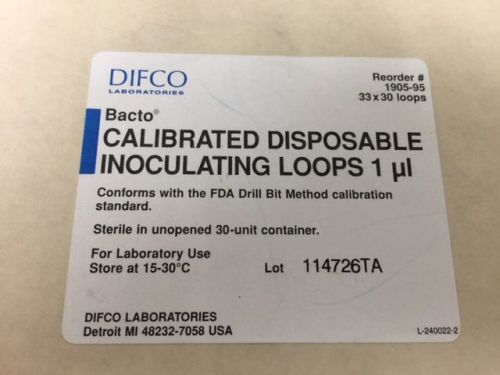 DIFCO
LABORATORIES
Reorder #
1905-95
33 x 30 loops
Bacto®
CALIBRATED DISPOSABLE
INOCULATING LOOPS 1 µl
Conforms with the FDA Drill Bit Method calibration
standard.
Sterile in unopened 30-unit container.
For Laboratory Use
Store at 15-30°C
Lot 114726TA
DIFCO LABORATORIES
Detroit MI 48232-7058 USA
L-240022-2